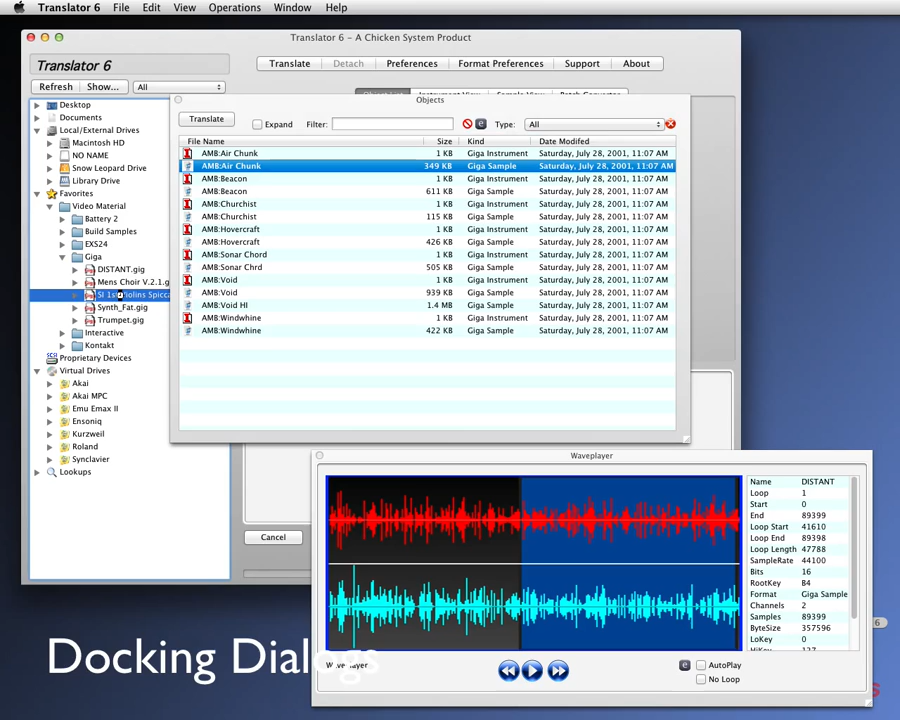 Translator 6 File Edit View Operations Window Help
Translator 6 – A Chicken System Product
Translator 6
Translate Detach Preferences Format Preferences Support About
Refresh Show... All
Desktop
Documents
Local/External Drives
Macintosh HD
NO NAME
Snow Leopard Drive
Library Drive
Favorites
Video Material
Battery 2
Build Samples
EXS24
Giga
DISTANT.gig
Mens Choir V.2.1.g
SI 1st Violins Spicc
Synth_Fat.gig
Trumpet.gig
Interactive
Kontakt
Proprietary Devices
Virtual Drives
Akai
Akai MPC
Emu Emax II
Ensoniq
Kurzweil
Roland
Synclavier
Lookups
Objects
Translate Expand Filter: e Type: All
File Name Size Kind Date Modifed
AMB:Air Chunk 1 KB Giga Instrument Saturday, July 28, 2001, 11:07 AM
AMB:Air Chunk 349 KB Giga Sample Saturday, July 28, 2001, 11:07 AM
AMB:Beacon 1 KB Giga Instrument Saturday, July 28, 2001, 11:07 AM
AMB:Beacon 611 KB Giga Sample Saturday, July 28, 2001, 11:07 AM
AMB:Churchist 1 KB Giga Instrument Saturday, July 28, 2001, 11:07 AM
AMB:Churchist 115 KB Giga Sample Saturday, July 28, 2001, 11:07 AM
AMB:Hovercraft 1 KB Giga Instrument Saturday, July 28, 2001, 11:07 AM
AMB:Hovercraft 426 KB Giga Sample Saturday, July 28, 2001, 11:07 AM
AMB:Sonar Chord 1 KB Giga Instrument Saturday, July 28, 2001, 11:07 AM
AMB:Sonar Chrd 505 KB Giga Sample Saturday, July 28, 2001, 11:07 AM
AMB:Void 1 KB Giga Instrument Saturday, July 28, 2001, 11:07 AM
AMB:Void 939 KB Giga Sample Saturday, July 28, 2001, 11:07 AM
AMB:Void HI 1.4 MB Giga Sample Saturday, July 28, 2001, 11:07 AM
AMB:Windwhine 1 KB Giga Instrument Saturday, July 28, 2001, 11:07 AM
AMB:Windwhine 422 KB Giga Sample Saturday, July 28, 2001, 11:07 AM
Cancel
Waveplayer
Name DISTANT
Loop 1
Start 0
End 89399
Loop Start 41610
Loop End 89398
Loop Length 47788
SampleRate 44100
Bits 16
RootKey B4
Format Giga Sample
Channels 2
Samples 89399
ByteSize 357596
LoKey 0
HiKey 127
Waveplayer e AutoPlay
No Loop
6
Docking Dialogs